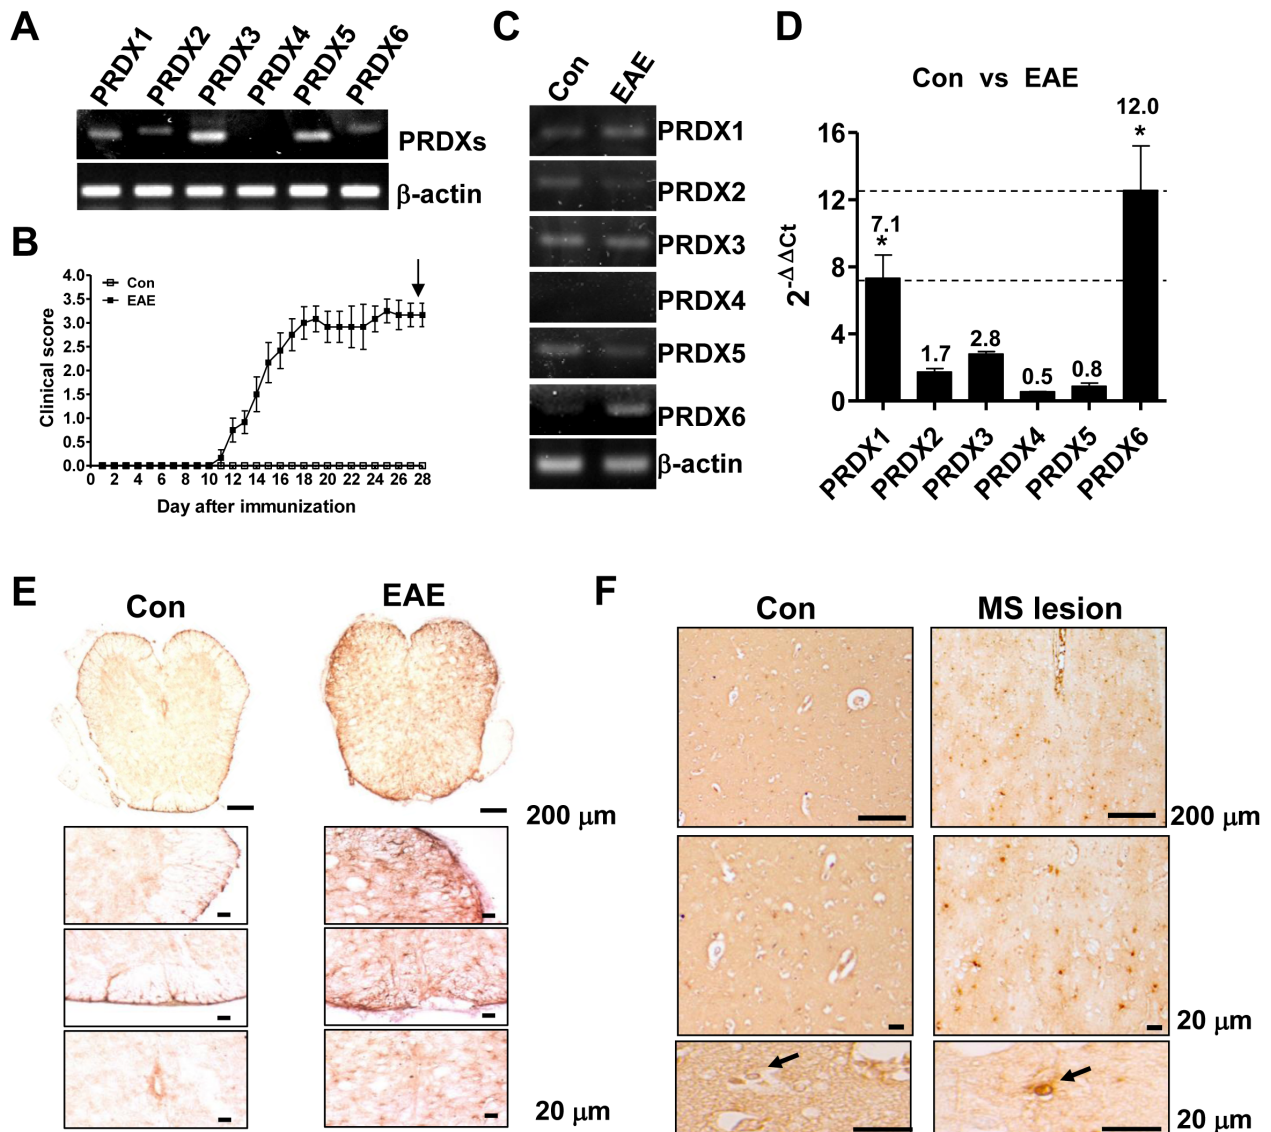 A
PRDX1
PRDX2
PRDX3
PRDX4
PRDX5
PRDX6
PRDXs
β-actin
B
Con
EAE
Clinical score
4.0
3.5
3.0
2.5
2.0
1.5
1.0
0.5
0.0
0 2 4 6 8 10 12 14 16 18 20 22 24 26 28
Day after immunization
C
Con EAE
PRDX1
PRDX2
PRDX3
PRDX4
PRDX5
PRDX6
β-actin
D
Con vs EAE
2^-ΔΔCt
16
12
8
4
0
7.1
*
1.7
2.8
0.5
0.8
12.0
*
PRDX1
PRDX2
PRDX3
PRDX4
PRDX5
PRDX6
E
Con
EAE
200 μm
20 μm
F
Con
MS lesion
200 μm
20 μm
20 μm